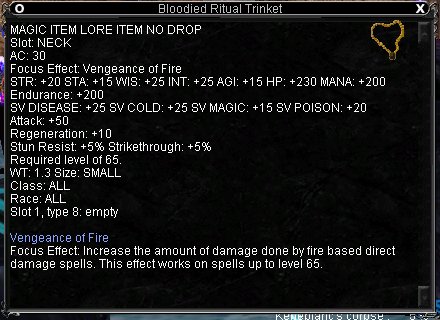 Bloodied Ritual Trinket
MAGIC ITEM LORE ITEM NO DROP
Slot: NECK
AC: 30
Focus Effect: Vengeance of Fire
STR: +20 STA: +15 WIS: +25 INT: +25 AGI: +15 HP: +230 MANA: +200
Endurance: +200
SV DISEASE: +25 SV COLD: +25 SV MAGIC: +15 SV POISON: +20
Attack: +50
Regeneration: +10
Stun Resist: +5% Strikethrough: +5%
Required level of 65.
WT: 1.3 Size: SMALL
Class: ALL
Race: ALL
Slot 1, type 8: empty
Vengeance of Fire
Focus Effect: Increase the amount of damage done by fire based direct
damage spells. This effect works on spells up to level 65.
corpse